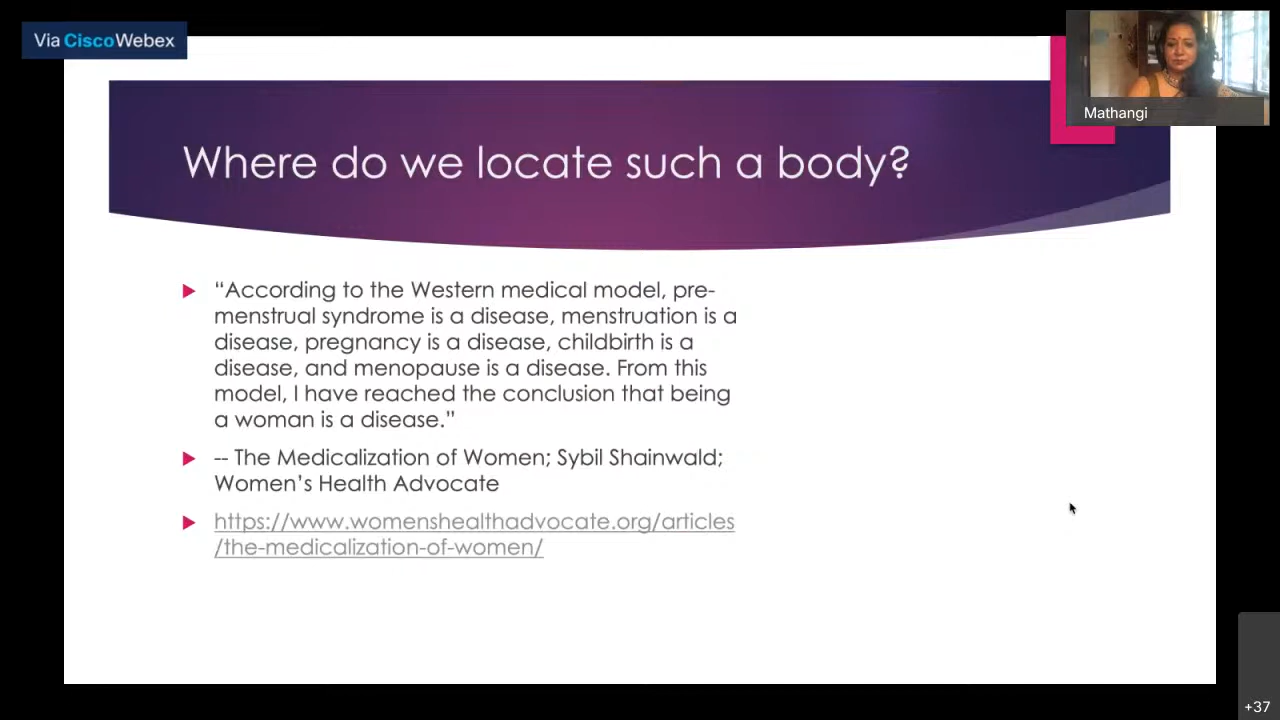 Via CiscoWebex
Mathangi
Where do we locate such a body?
“According to the Western medical model, pre-
menstrual syndrome is a disease, menstruation is a
disease, pregnancy is a disease, childbirth is a
disease, and menopause is a disease. From this
model, I have reached the conclusion that being
a woman is a disease.”
-- The Medicalization of Women; Sybil Shainwald;
Women’s Health Advocate
https://www.womenshealthadvocate.org/articles
/the-medicalization-of-women/
+37